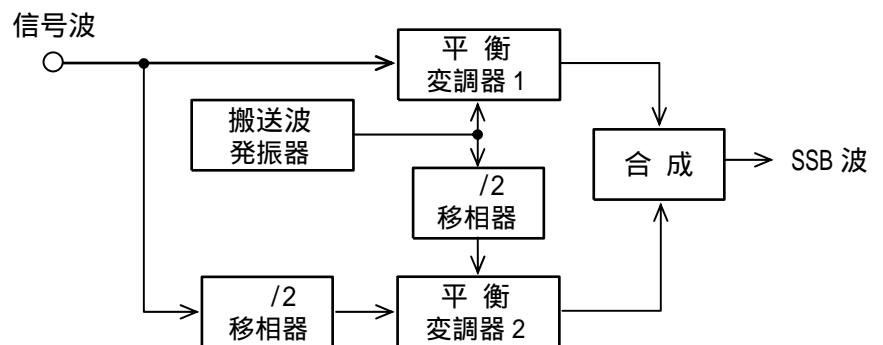 信号波
平 衡
変調器 1
搬送波
発振器
合 成
SSB 波
/2
移相器
/2
移相器
平 衡
変調器 2